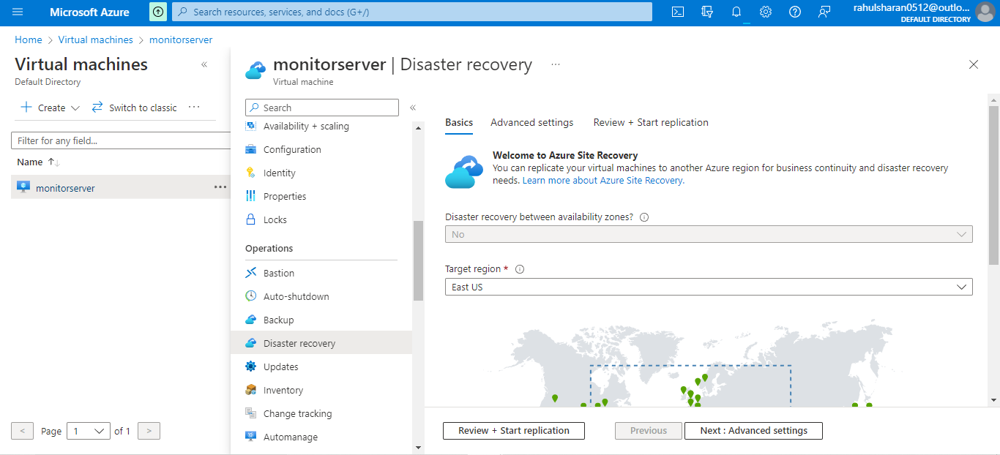 Microsoft Azure
Search resources, services, and docs (G+/)
rahulsharan0512@outlo...
DEFAULT DIRECTORY
Home > Virtual machines > monitorserver
Virtual machines
Default Directory
Create
Switch to classic
Filter for any field...
Name
monitorserver
Page 1 of 1
monitorserver | Disaster recovery
Virtual machine
Search
Availability + scaling
Configuration
Identity
Properties
Locks
Operations
Bastion
Auto-shutdown
Backup
Disaster recovery
Updates
Inventory
Change tracking
Automanage
Basics Advanced settings Review + Start replication
Welcome to Azure Site Recovery
You can replicate your virtual machines to another Azure region for business continuity and disaster recovery
needs. Learn more about Azure Site Recovery.
Disaster recovery between availability zones?
No
Target region *
East US
Review + Start replication Previous Next : Advanced settings